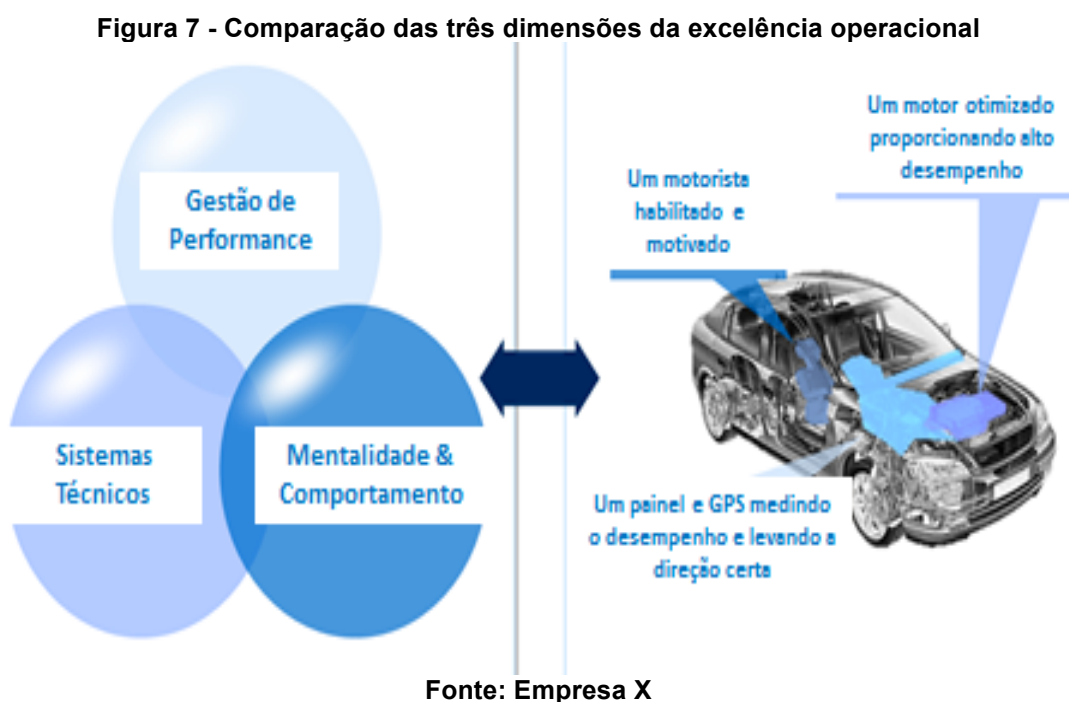 Figura 7 - Comparação das três dimensões da excelência operacional
Gestão de
Performance
Sistemas
Técnicos
Mentalidade &
Comportamento
Um motorista
habilitado e
motivado
Um motor otimizado
proporcionando alto
desempenho
Um painel e GPS medindo
o desempenho e levando a
direção certa
Fonte: Empresa X